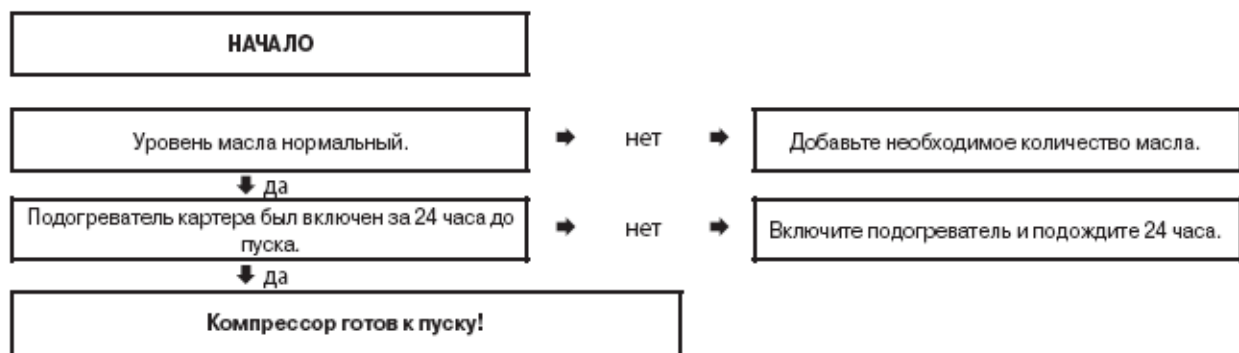 НАЧАЛО
Уровень масла нормальный.
нет
Добавьте необходимое количество масла.
да
Подогреватель картера был включен за 24 часа до
пуска.
нет
Включите подогреватель и подождите 24 часа.
да
Компрессор готов к пуску!